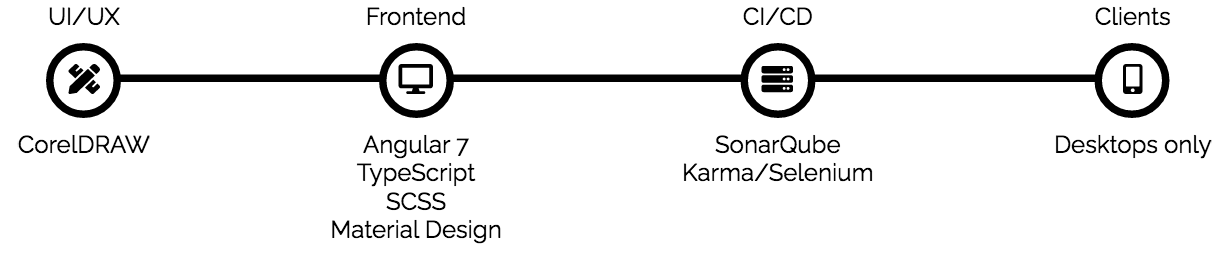 UI/UX
Frontend
CI/CD
Clients
CorelDRAW
Angular 7
TypeScript
SCSS
Material Design
SonarQube
Karma/Selenium
Desktops only